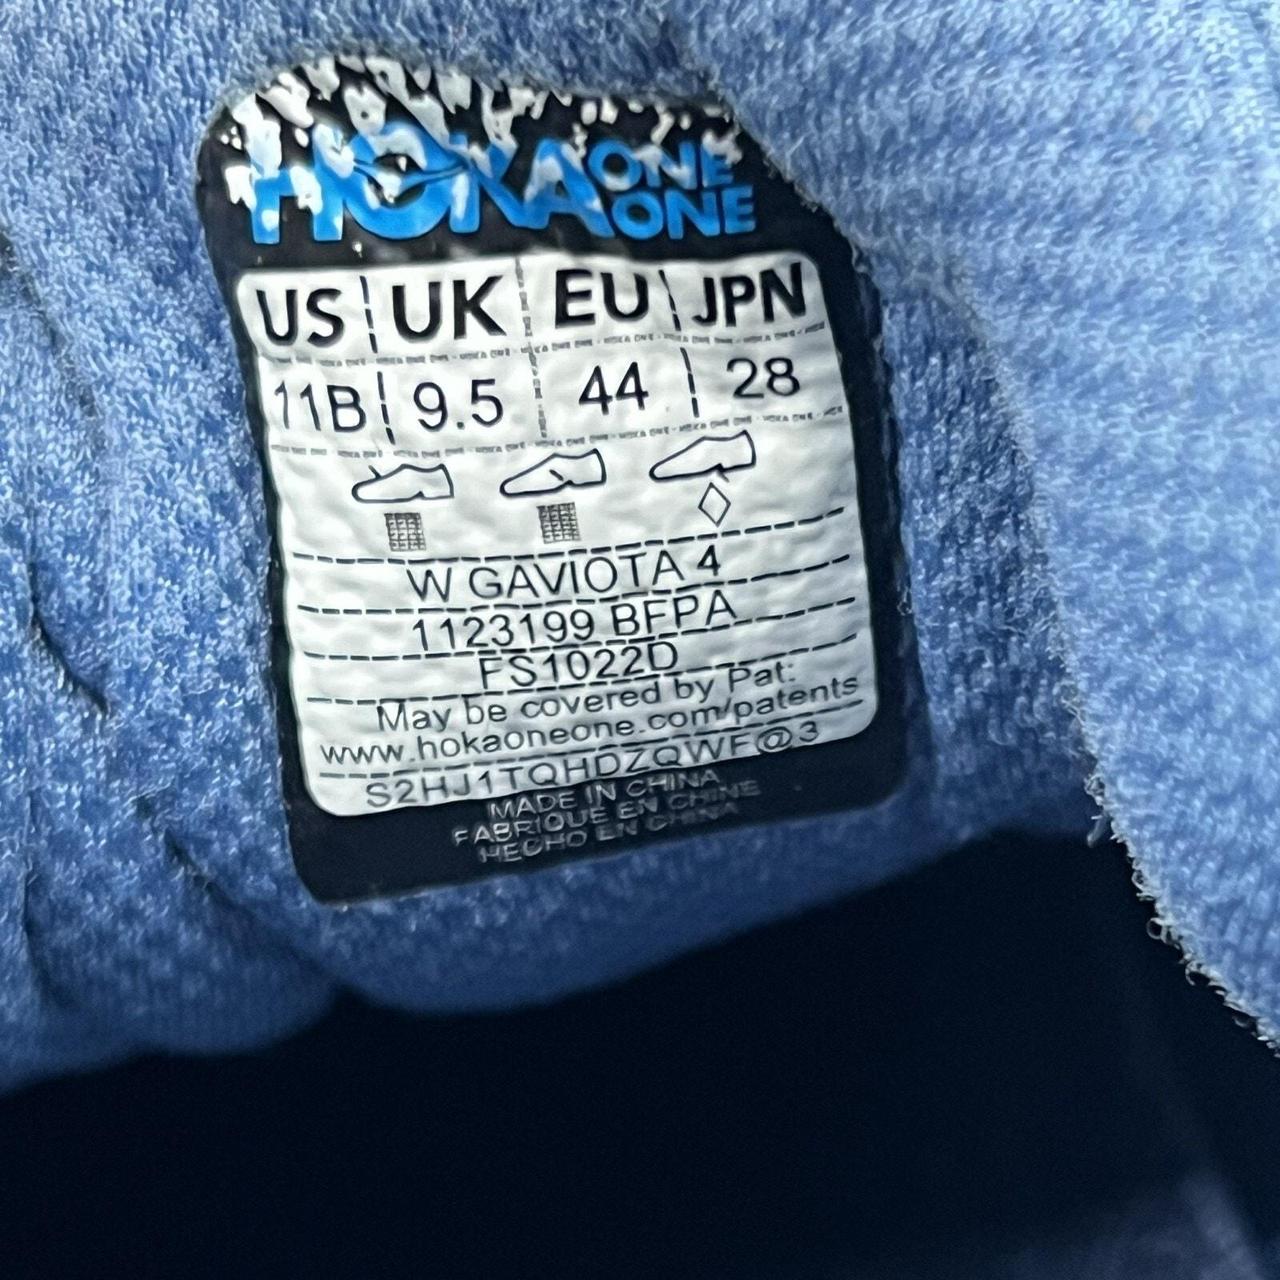 HOKA ONE ONE
US UK EU JPN
11B 9.5 44 28
W GAVIOTA 4
1123199 BFPA
FS1022D
May be covered by Pat:
www.hokaoneone.com/patents
S2HJ1TQHDZQWF@3
MADE IN CHINA
FABRIQUE EN CHINE
HECHO EN CHINA